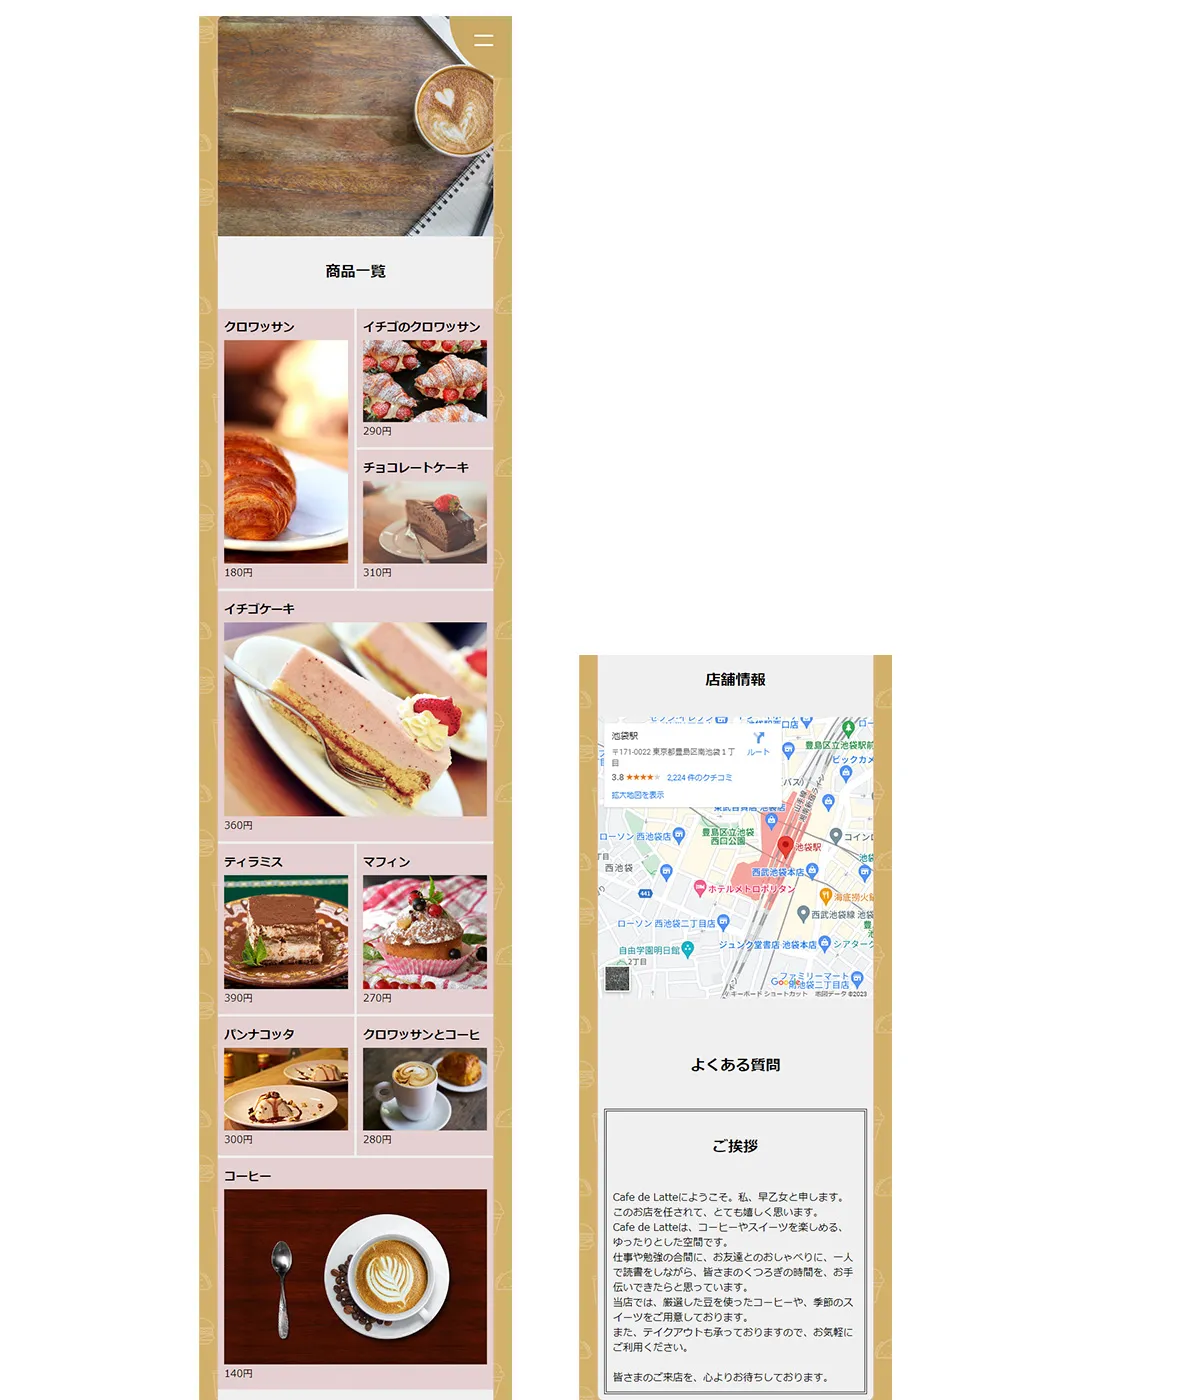 商品一覧
クロワッサン
180円
イチゴのクロワッサン
290円
チョコレートケーキ
310円
イチゴケーキ
360円
ティラミス
390円
マフィン
270円
パンナコッタ
300円
クロワッサンとコーヒ
280円
コーヒー
140円
店舗情報
池袋駅
〒171-0022 東京都豊島区南池袋１丁
目
3.8
2,224 件のクチコミ
拡大地図を表示
ルート
豊島区立池袋駅前
ビックカメ
山手線
湘南新宿ライン
ローソン 西池袋店
豊島区立池袋
西口公園
コインロ
池袋駅
西池袋
西武池袋本店
441
ホテルメトロポリタン
海底撈火鍋
西武池袋線
ローソン 西池袋二丁目店
ジュンク堂書店 池袋本店
シアターク
自由学園明日館
2丁目
ファミリーマート
南池袋二丁目店
Google
キーボード ショートカット
地図データ ©2023
よくある質問
ご挨拶
Cafe de Latteにようこそ。私、早乙女と申します。
このお店を任されて、とても嬉しく思います。
Cafe de Latteは、コーヒーやスイーツを楽しめる、
ゆったりとした空間です。
仕事や勉強の合間に、お友達とのおしゃべりに、一人
で読書をしながら、皆さまのくつろぎの時間を、お手
伝いできたらと思っています。
当店では、厳選した豆を使ったコーヒーや、季節のス
イーツをご用意しております。
また、テイクアウトも承っておりますので、お気軽に
ご利用ください。
皆さまのご来店を、心よりお待ちしております。